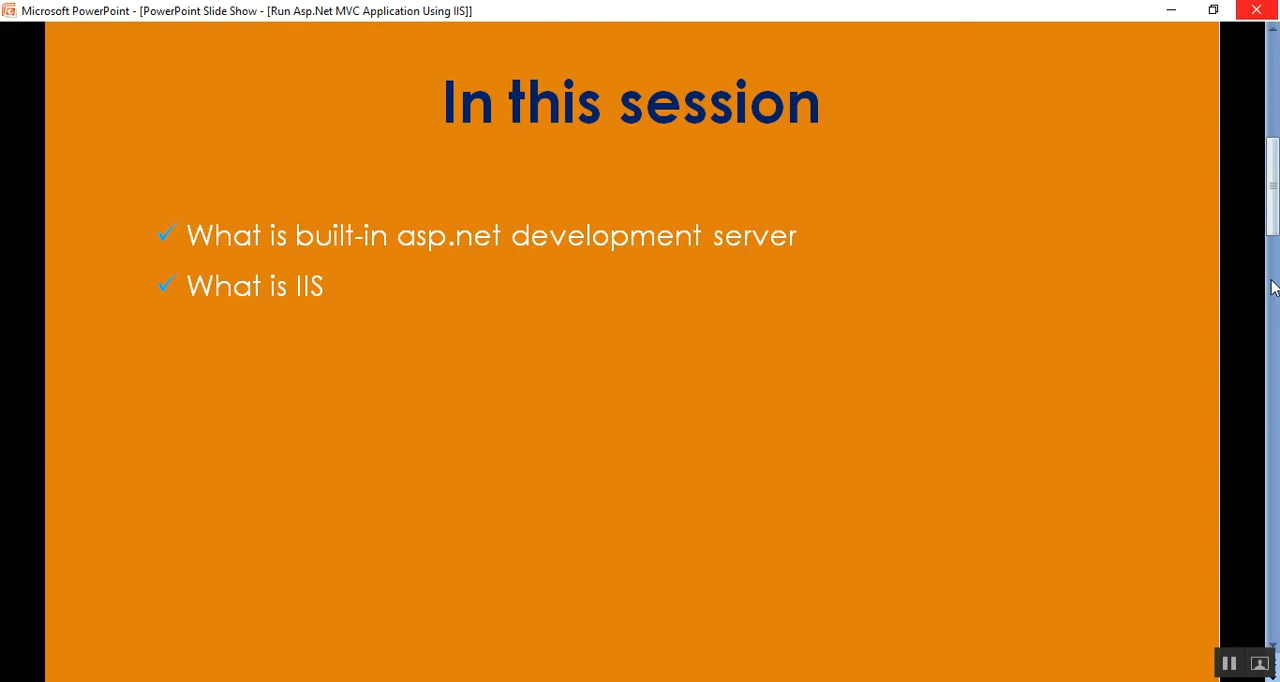 Microsoft PowerPoint - [PowerPoint Slide Show - [Run Asp.Net MVC Application Using IIS]]
In this session
What is built-in asp.net development server
What is IIS